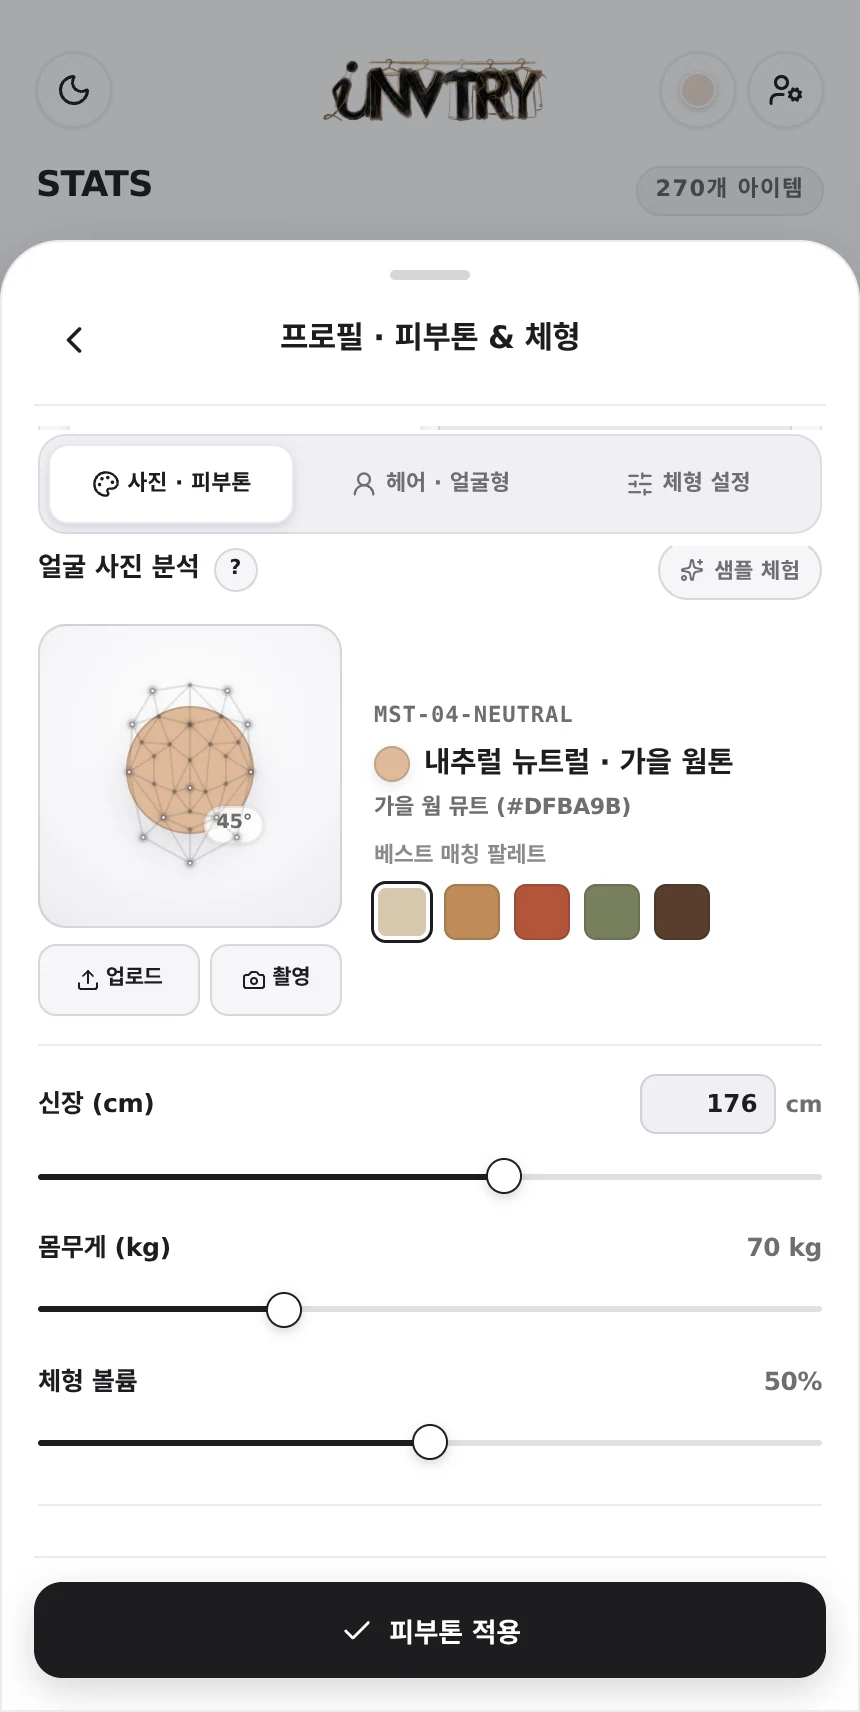 iNVTRY
STATS
270개 아이템
프로필 · 피부톤 & 체형
사진 · 피부톤
헤어 · 얼굴형
체형 설정
얼굴 사진 분석
?
샘플 체험
45°
MST-04-NEUTRAL
내추럴 뉴트럴 · 가을 웜톤
가을 웜 뮤트 (#DFBA9B)
베스트 매칭 팔레트
업로드
촬영
신장 (cm)
176
cm
몸무게 (kg)
70 kg
체형 볼륨
50%
피부톤 적용